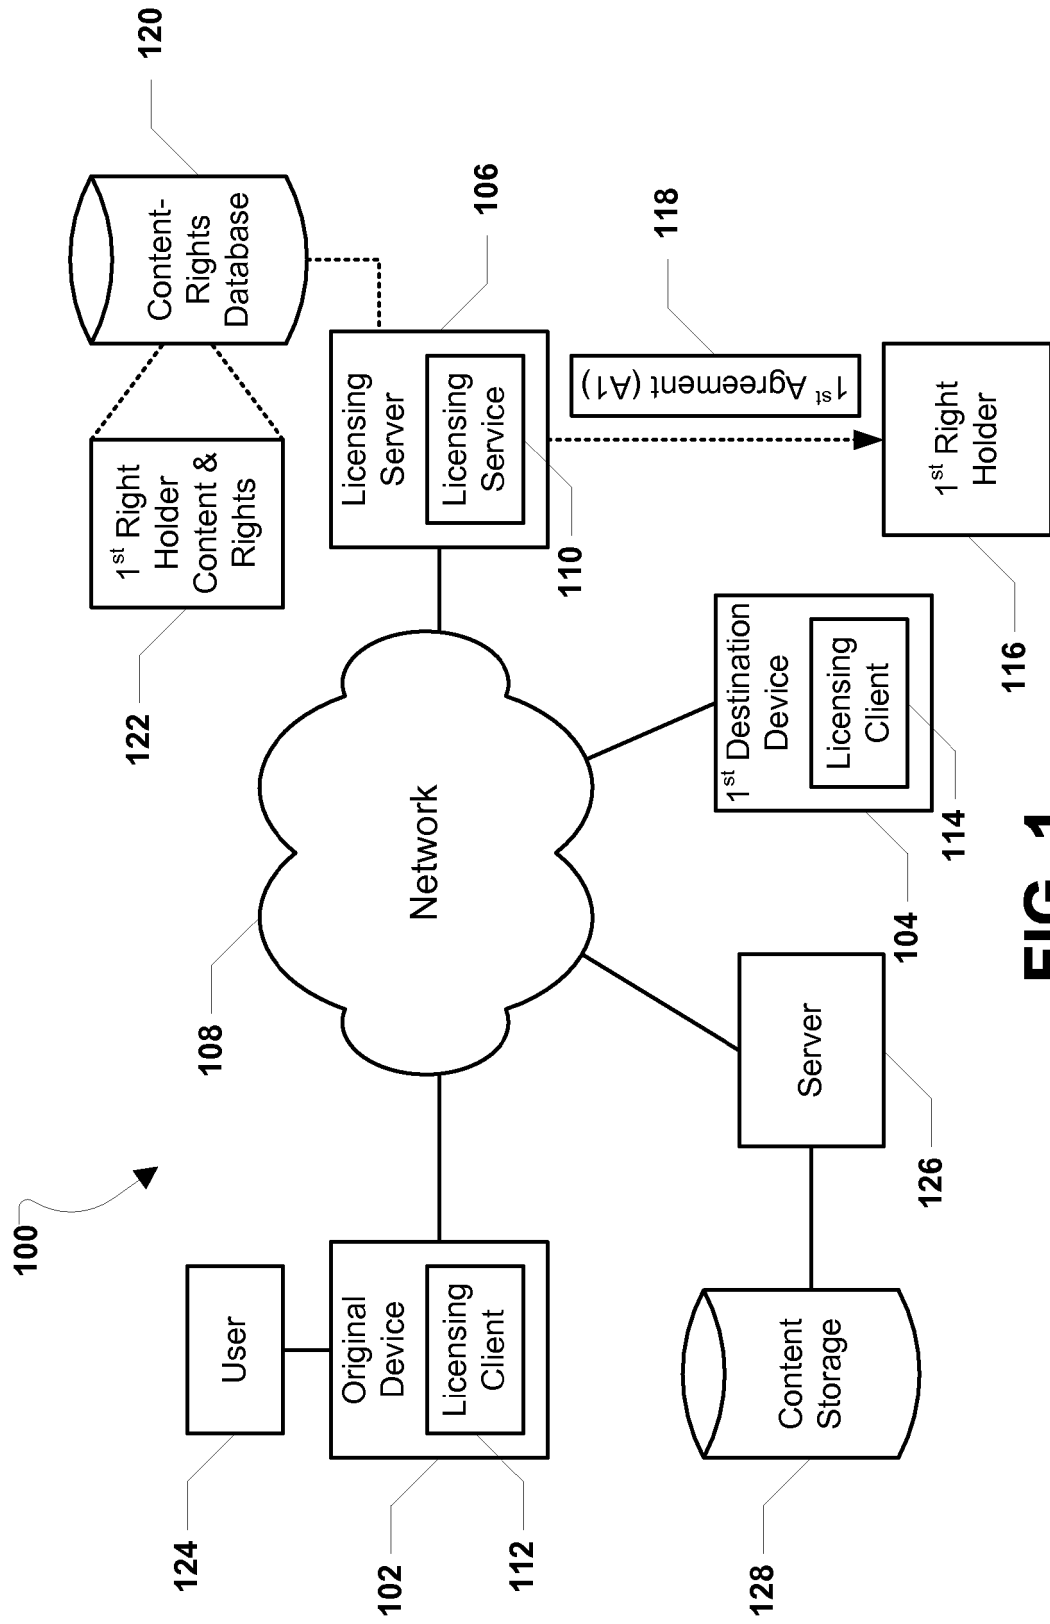 100
124
User
102
Original
Device
Licensing
Client
112
108
Network
122
1st Right
Holder
Content &
Rights
120
Content-
Rights
Database
Licensing
Server
Licensing
Service
106
110
118
1st Agreement (A1)
1st Right
Holder
116
1st Destination
Device
Licensing
Client
114
104
Server
126
Content
Storage
128
FIG. 1